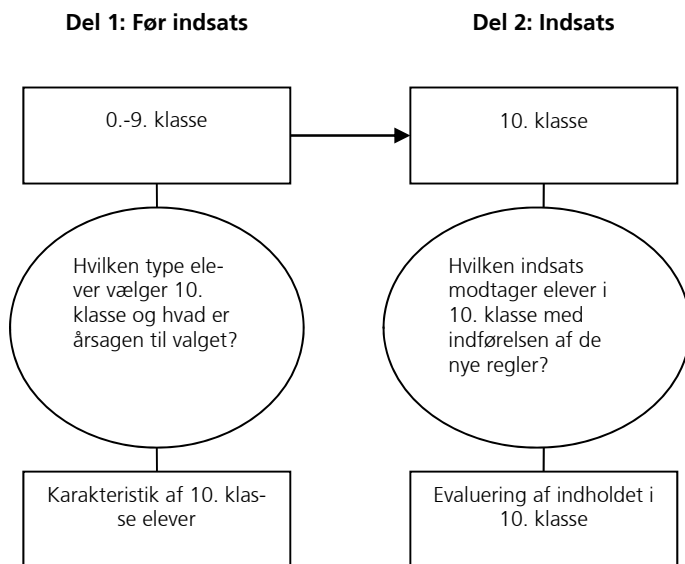 Del 1: Før indsats
Del 2: Indsats
0.-9. klasse
10. klasse
Hvilken type ele-
ver vælger 10.
klasse og hvad er
årsagen til valget?
Hvilken indsats
modtager elever i
10. klasse med
indførelsen af de
nye regler?
Karakteristik af 10. klas-
se elever
Evaluering af indholdet i
10. klasse